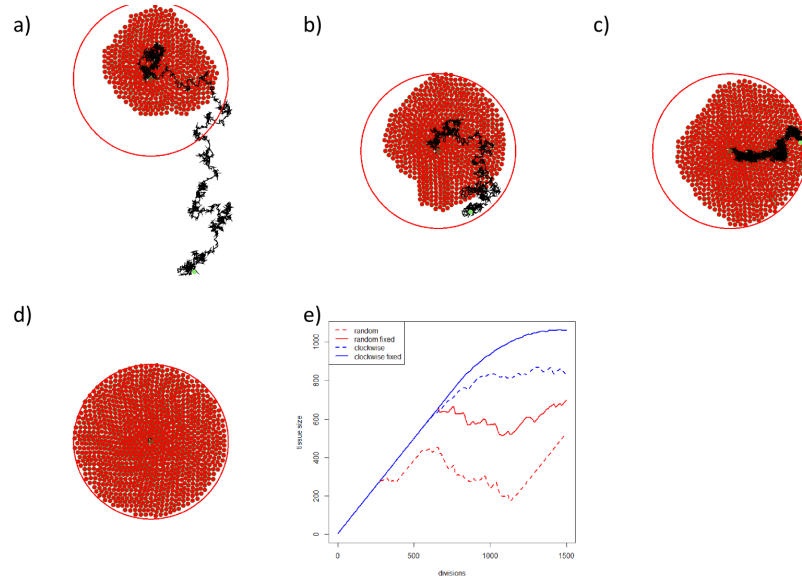 a)
b)
c)
d)
e)
random
random fixed
clockwise
clockwise fixed
tissue size
0
200
400
600
800
1000
0
500
1000
1500
divisions